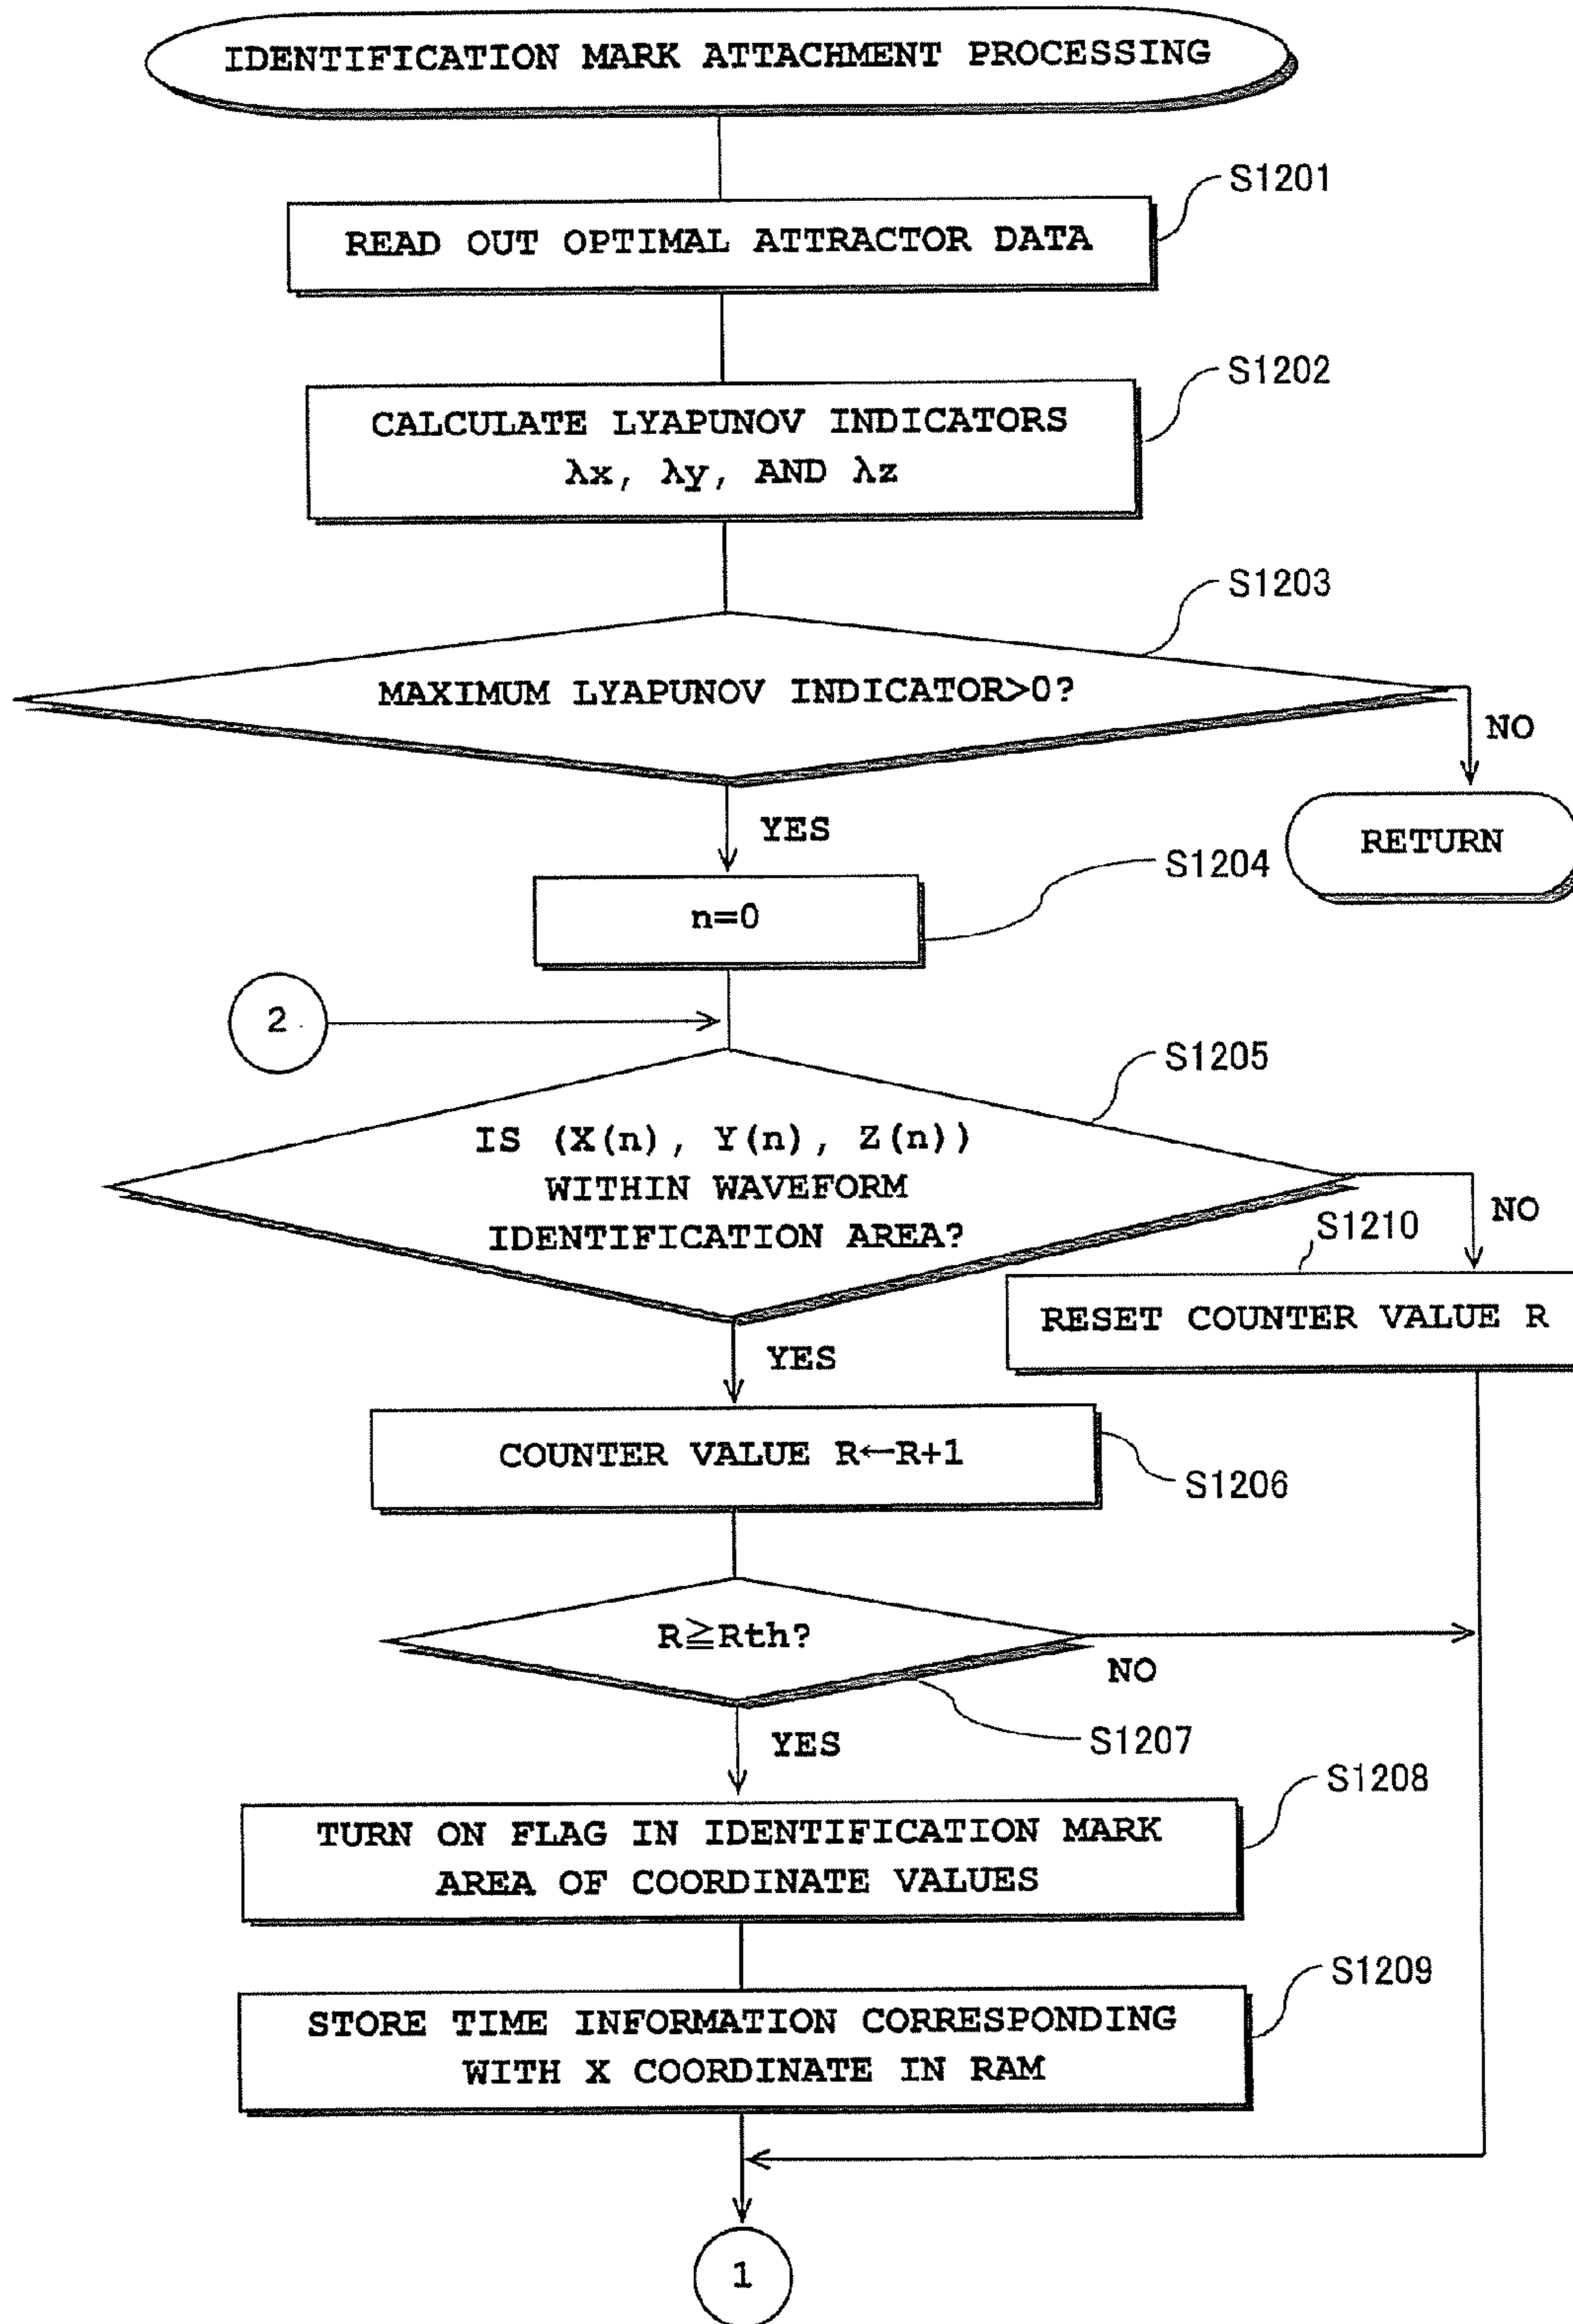 IDENTIFICATION MARK ATTACHMENT PROCESSING
S1201
READ OUT OPTIMAL ATTRACTOR DATA
S1202
CALCULATE LYAPUNOV INDICATORS
λx, λy, AND λz
S1203
MAXIMUM LYAPUNOV INDICATOR>0?
NO
YES
RETURN
S1204
n=0
2
S1205
IS (X(n), Y(n), Z(n))
WITHIN WAVEFORM
IDENTIFICATION AREA?
NO
S1210
RESET COUNTER VALUE R
YES
COUNTER VALUE R←R+1
S1206
R≧Rth?
NO
S1207
YES
S1208
TURN ON FLAG IN IDENTIFICATION MARK
AREA OF COORDINATE VALUES
S1209
STORE TIME INFORMATION CORRESPONDING
WITH X COORDINATE IN RAM
1